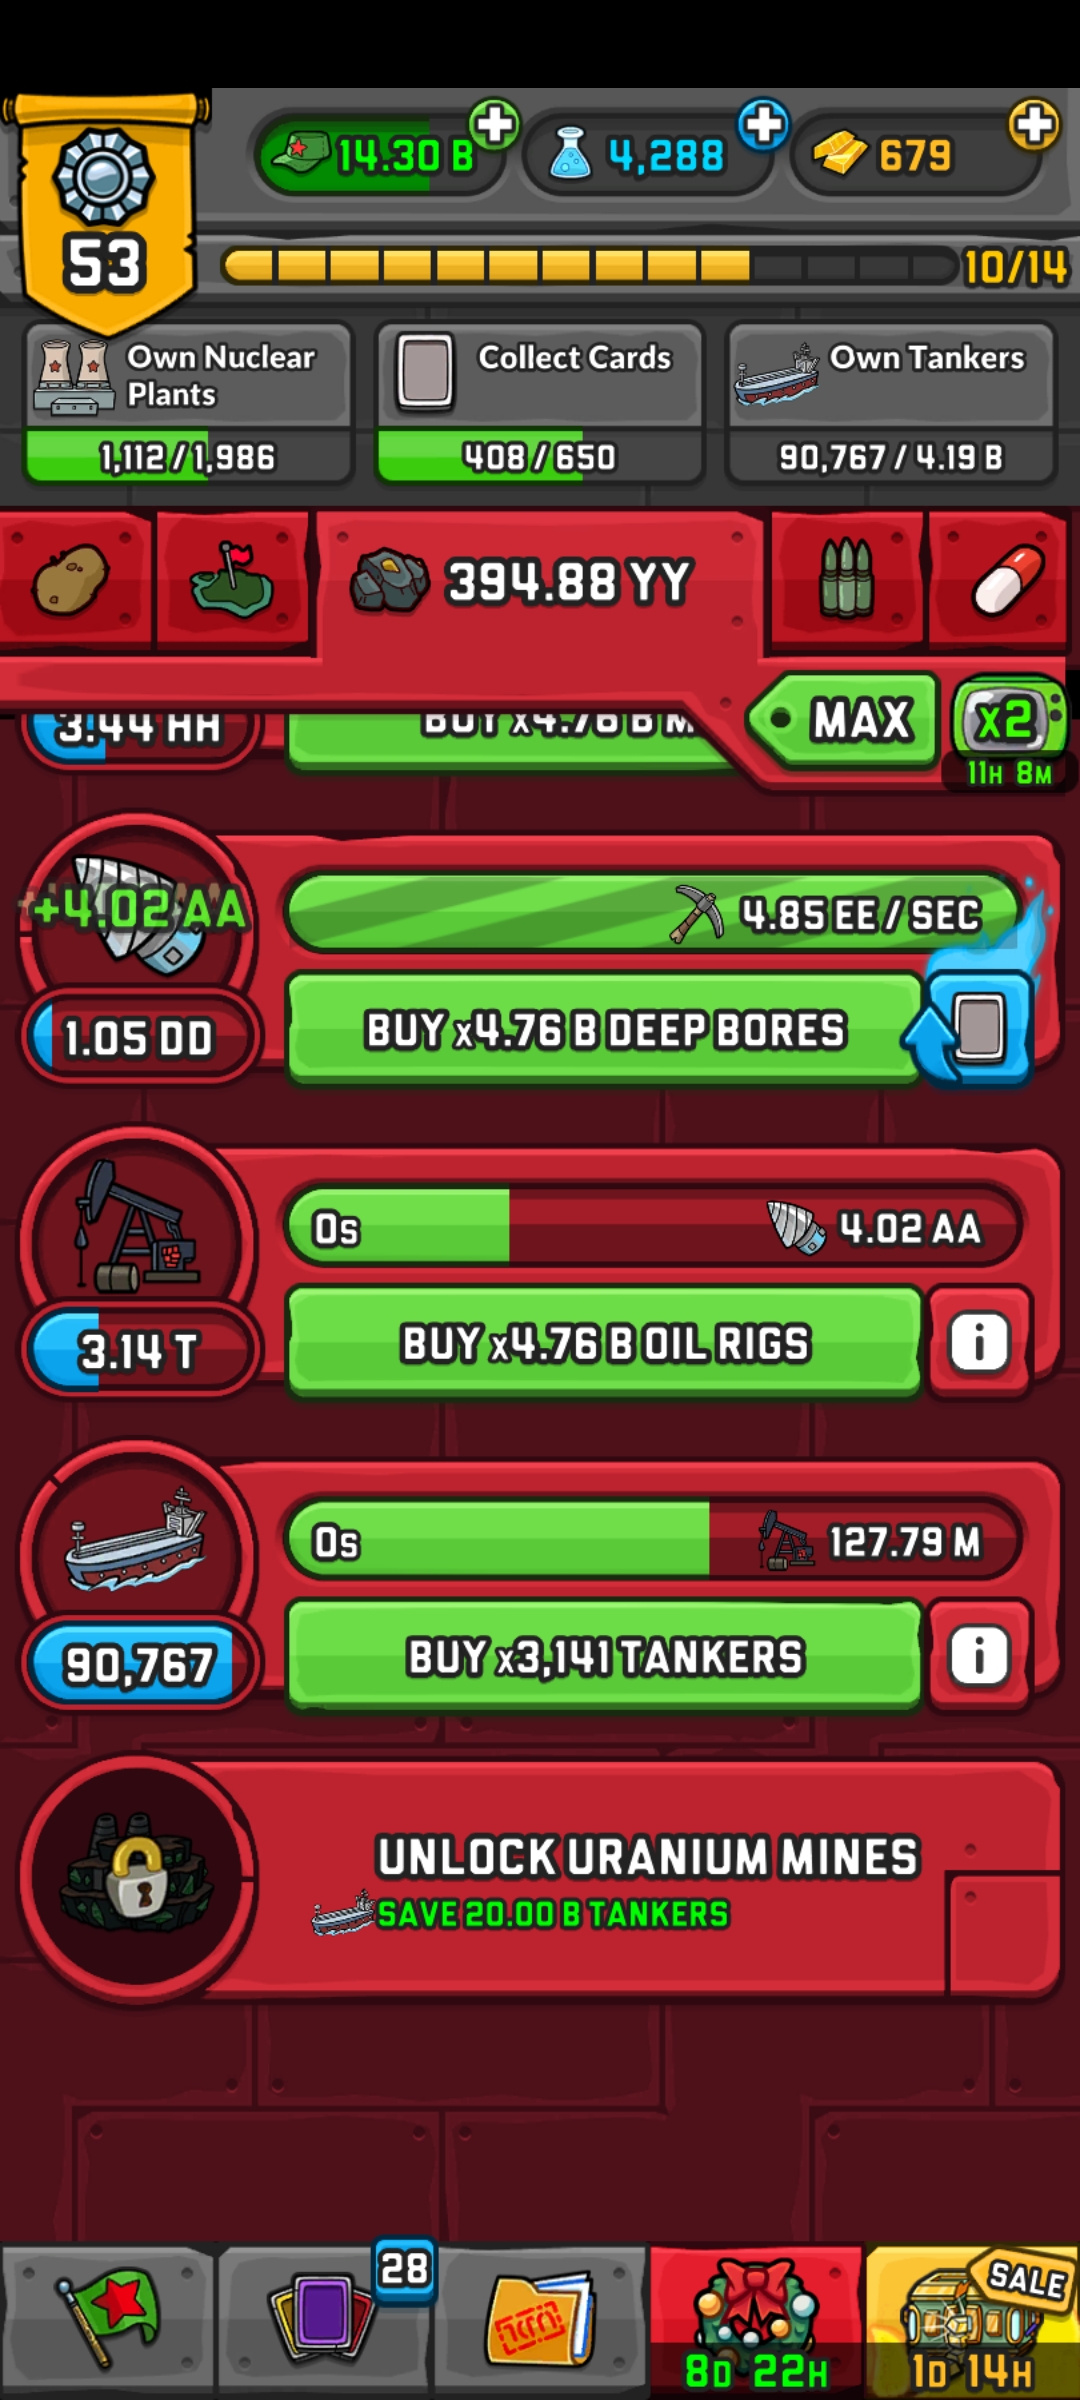 53
14.30 B
4,288
679
10/14
Own Nuclear
Plants
Collect Cards
Own Tankers
1,112 / 1,986
408 / 650
90,767 / 4.19 B
394.88 YY
3.44 HH
BUY x4.76 B M
MAX
x2
11H 8M
+4.02 AA
4.85 EE / SEC
1.05 DD
BUY x4.76 B DEEP BORES
0s
4.02 AA
3.14 T
BUY x4.76 B OIL RIGS
i
0s
127.79 M
90,767
BUY x3,141 TANKERS
i
UNLOCK URANIUM MINES
SAVE 20.00 B TANKERS
28
SALE
8D 22H
1D 14H